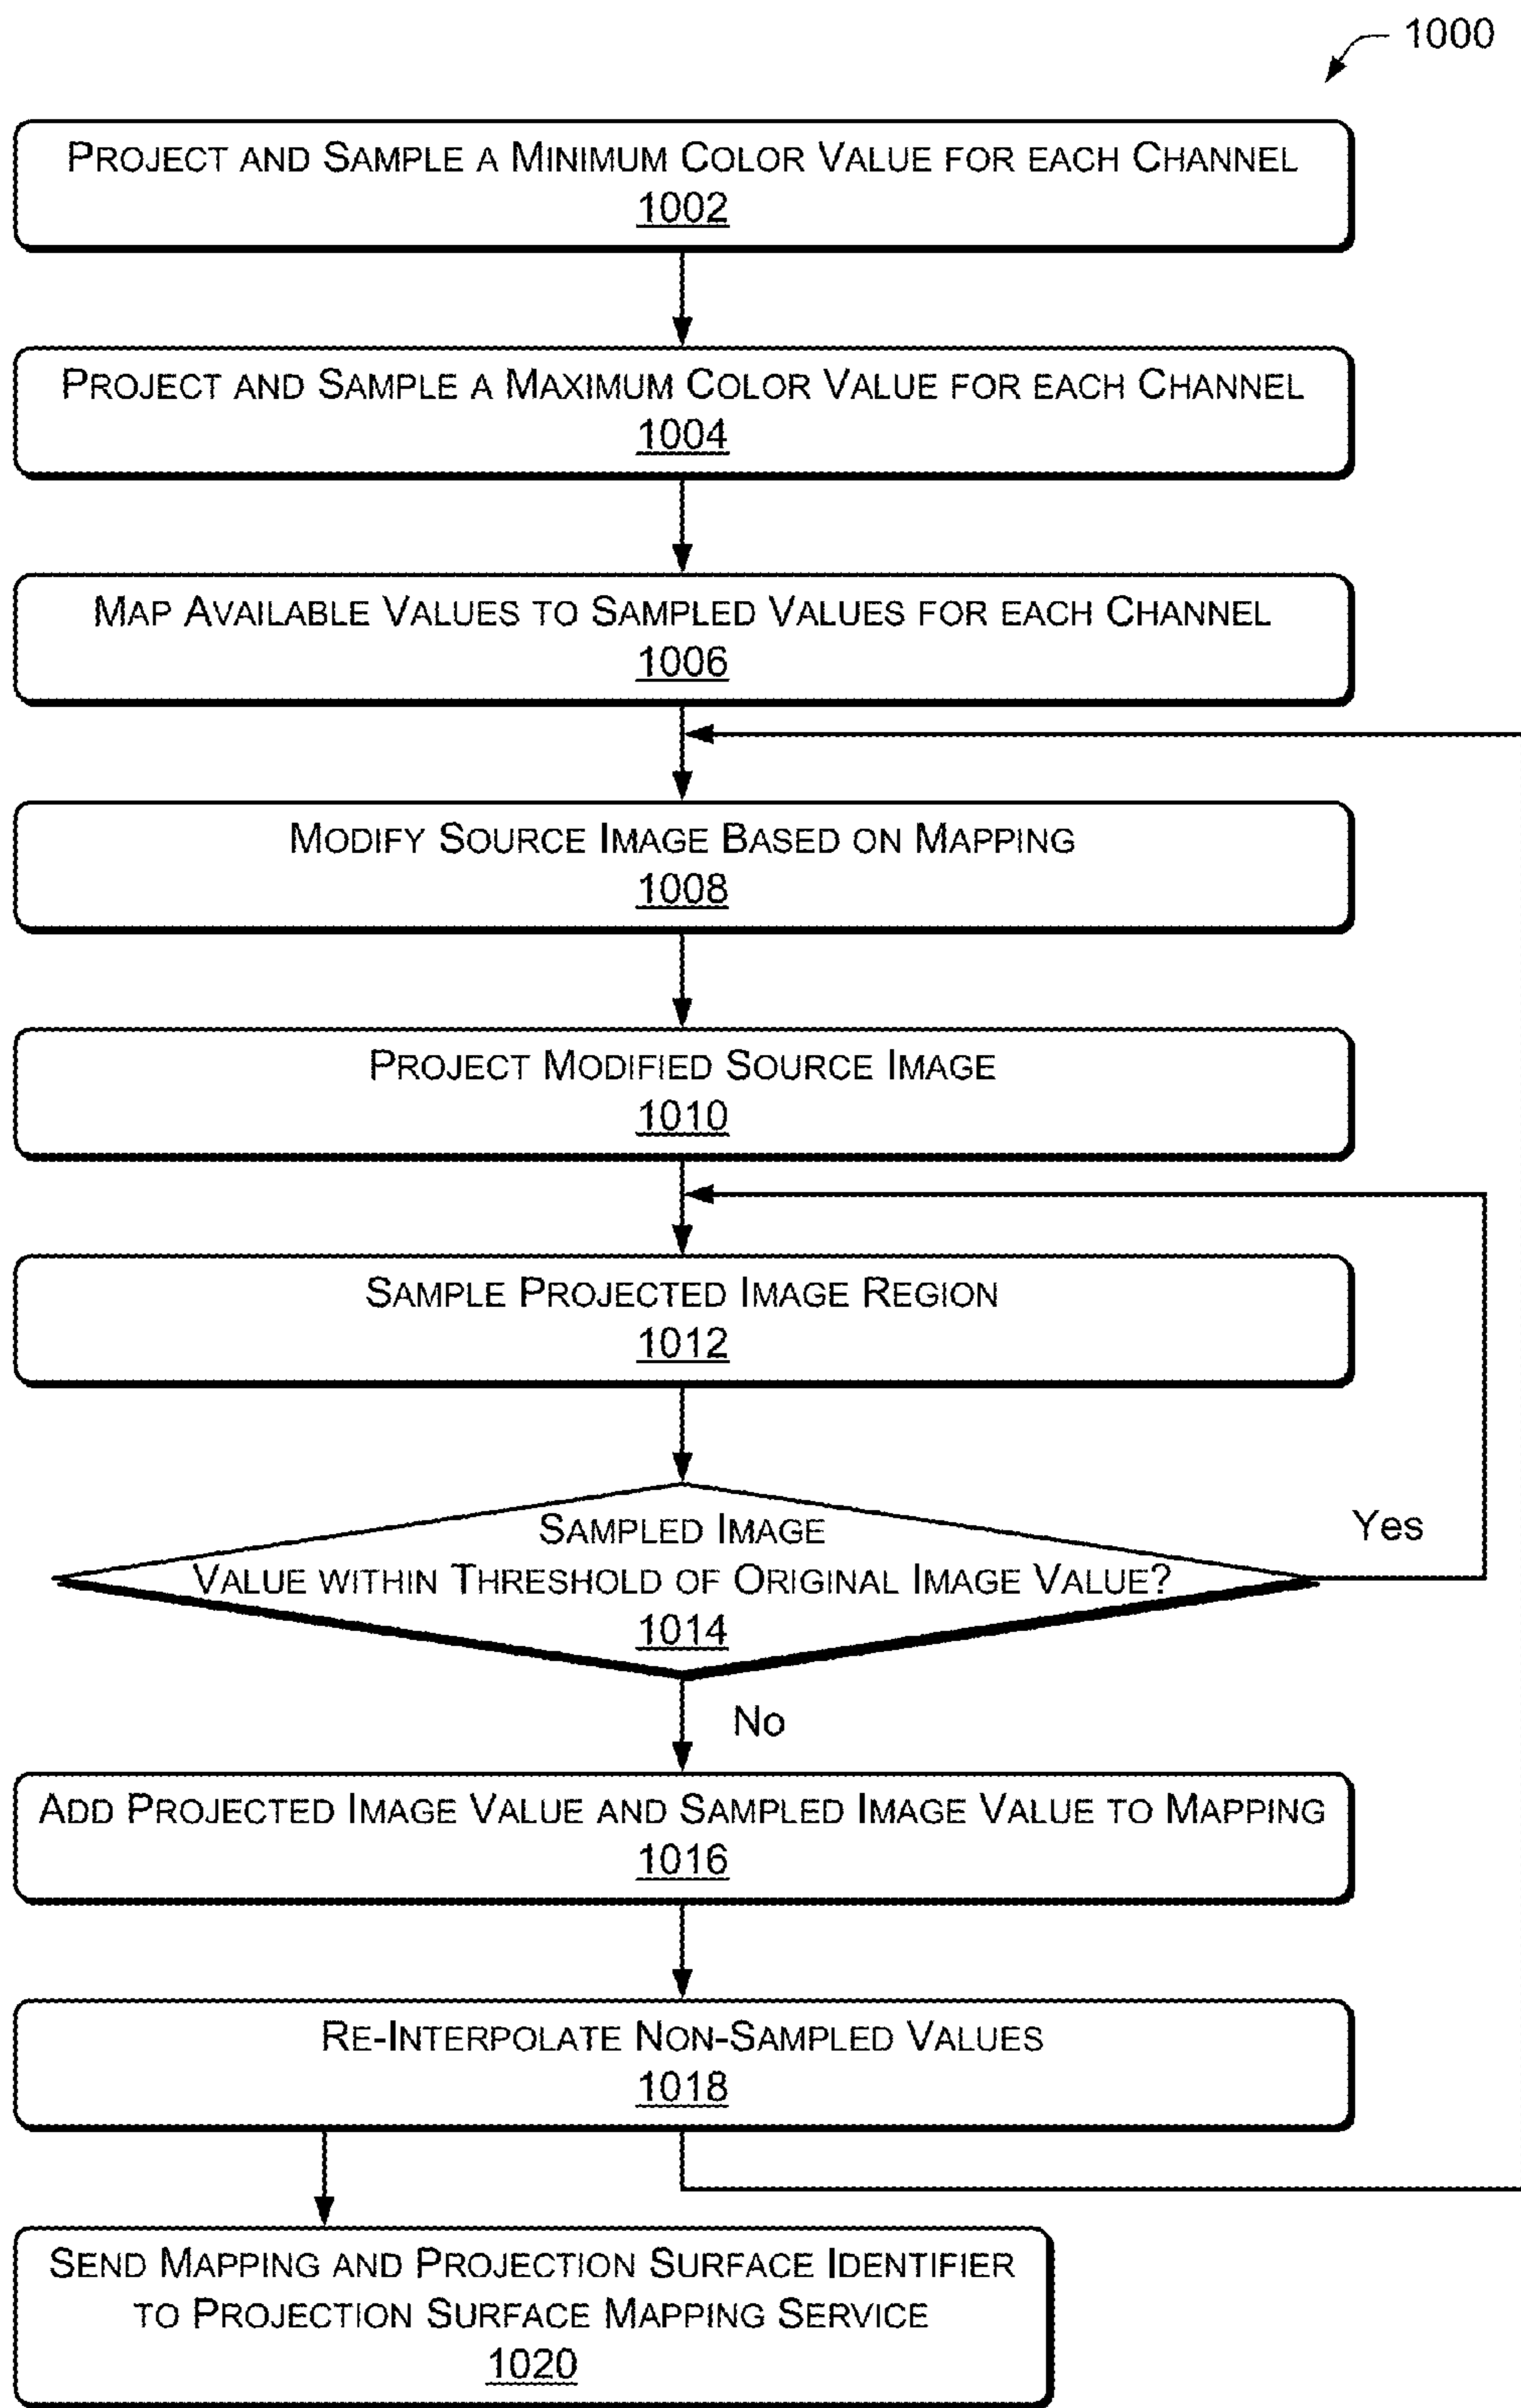 1000
PROJECT AND SAMPLE A MINIMUM COLOR VALUE FOR EACH CHANNEL
1002
PROJECT AND SAMPLE A MAXIMUM COLOR VALUE FOR EACH CHANNEL
1004
MAP AVAILABLE VALUES TO SAMPLED VALUES FOR EACH CHANNEL
1006
MODIFY SOURCE IMAGE BASED ON MAPPING
1008
PROJECT MODIFIED SOURCE IMAGE
1010
SAMPLE PROJECTED IMAGE REGION
1012
SAMPLED IMAGE
VALUE WITHIN THRESHOLD OF ORIGINAL IMAGE VALUE?
1014
Yes
No
ADD PROJECTED IMAGE VALUE AND SAMPLED IMAGE VALUE TO MAPPING
1016
RE-INTERPOLATE NON-SAMPLED VALUES
1018
SEND MAPPING AND PROJECTION SURFACE IDENTIFIER
TO PROJECTION SURFACE MAPPING SERVICE
1020